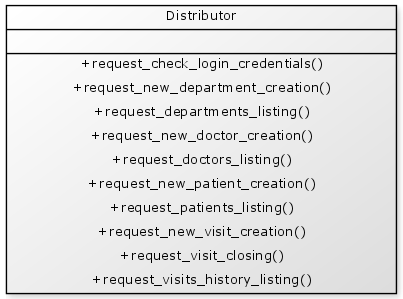 Distributor
+request_check_login_credentials()
+request_new_department_creation()
+request_departments_listing()
+request_new_doctor_creation()
+request_doctors_listing()
+request_new_patient_creation()
+request_patients_listing()
+request_new_visit_creation()
+request_visit_closing()
+request_visits_history_listing()